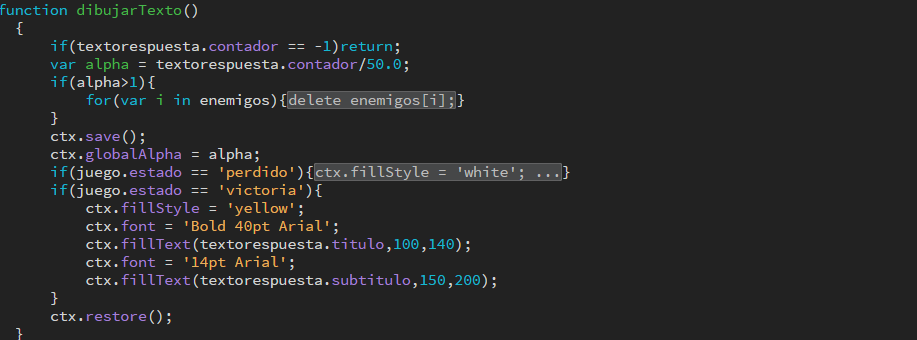 function dibujarTexto()
{
if(textorespuesta.contador == -1)return;
var alpha = textorespuesta.contador/50.0;
if(alpha>1){
for(var i in enemigos){delete enemigos[i];}
}
ctx.save();
ctx.globalAlpha = alpha;
if(juego.estado == 'perdido'){ctx.fillStyle = 'white'; ...}
if(juego.estado == 'victoria'){
ctx.fillStyle = 'yellow';
ctx.font = 'Bold 40pt Arial';
ctx.fillText(textorespuesta.titulo,100,140);
ctx.font = '14pt Arial';
ctx.fillText(textorespuesta.subtitulo,150,200);
}
ctx.restore();
}